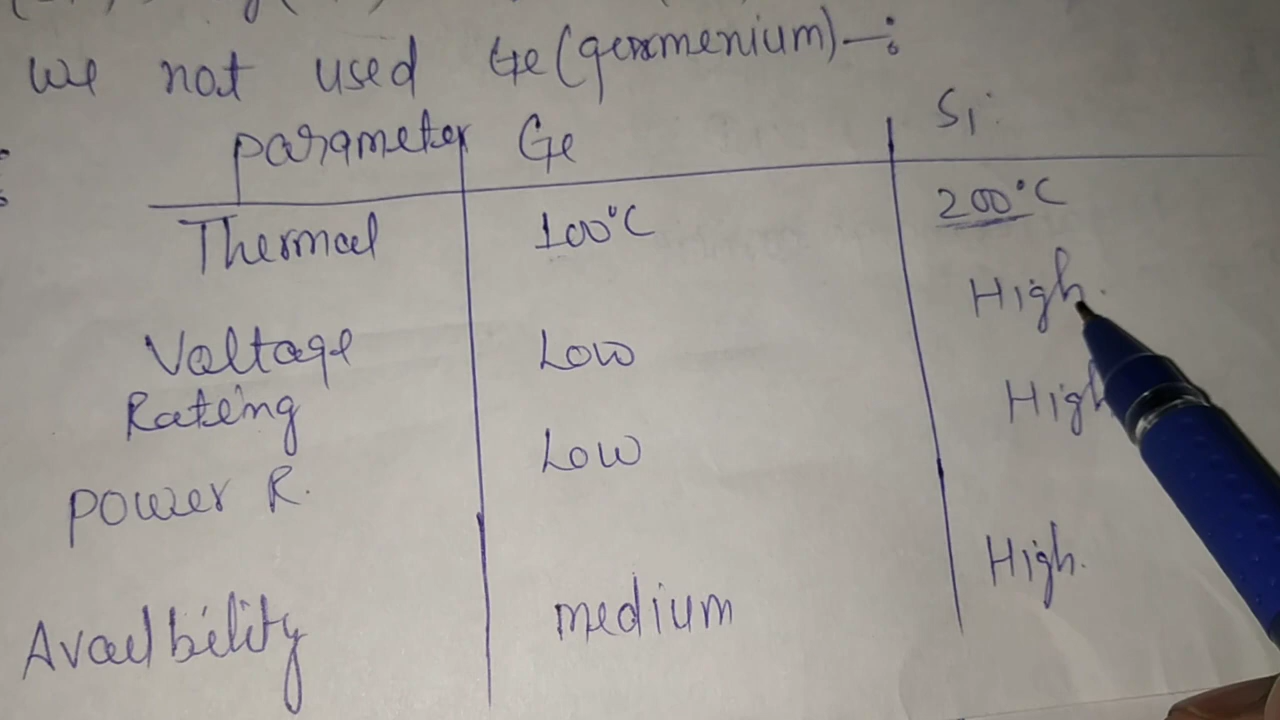 we not used Ge (germenium) —:
parameter Ge Si
Thermal 100°C 200°C
High.
Voltage Low
Rating High
Power R. Low
High.
Availbility medium